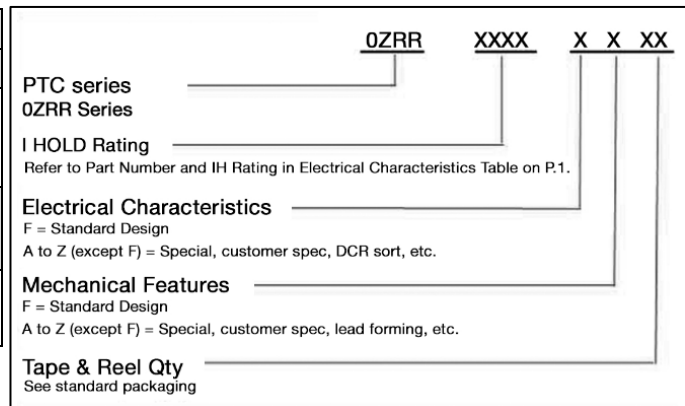 0ZRR XXXX X X XX
PTC series
0ZRR Series
I HOLD Rating
Refer to Part Number and IH Rating in Electrical Characteristics Table on P.1.
Electrical Characteristics
F = Standard Design
A to Z (except F) = Special, customer spec, DCR sort, etc.
Mechanical Features
F = Standard Design
A to Z (except F) = Special, customer spec, lead forming, etc.
Tape & Reel Qty
See standard packaging